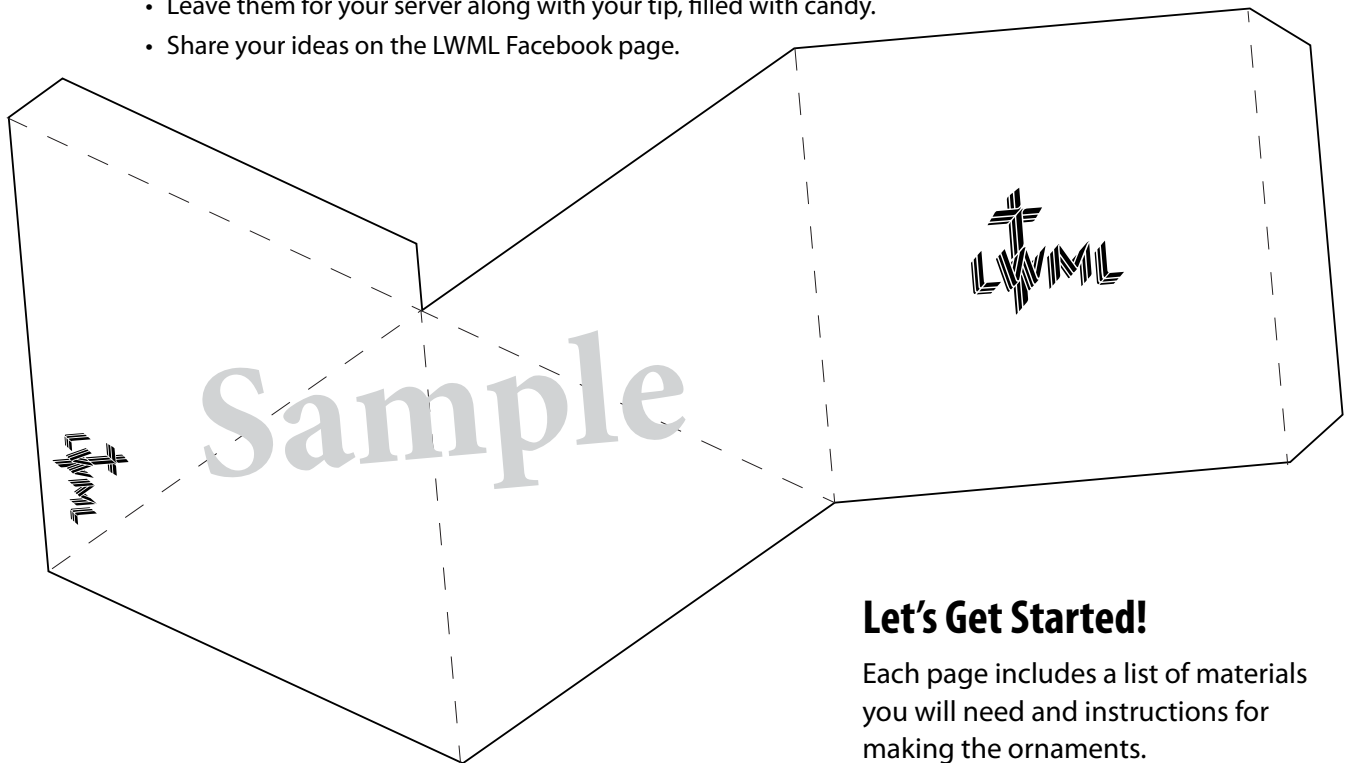 • Leave them for your server along with your tip, filled with candy.
• Share your ideas on the LWML Facebook page.
LWML
Sample
LWML
Let’s Get Started!
Each page includes a list of materials
you will need and instructions for
making the ornaments.